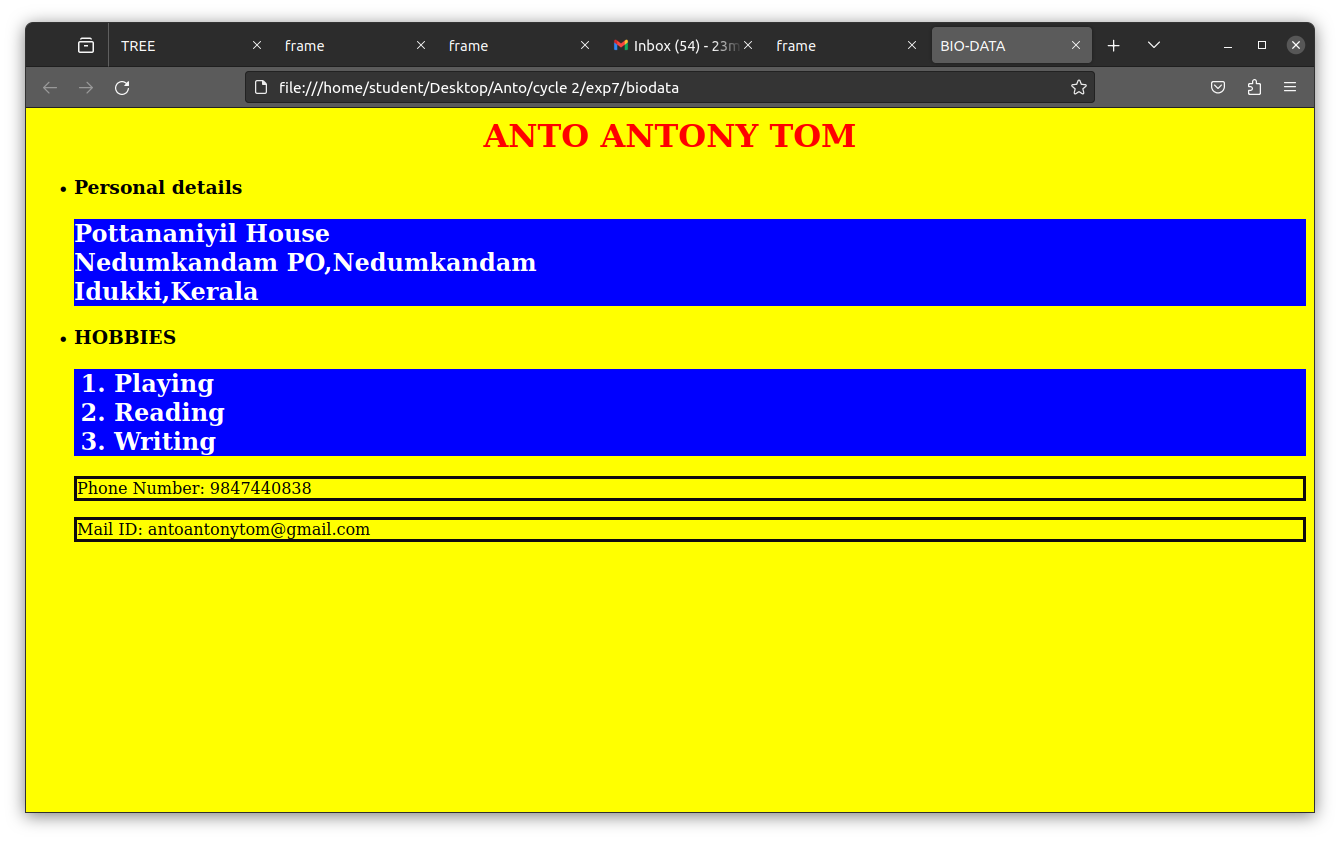 TREE
frame
frame
Inbox (54) - 23m
frame
BIO-DATA
file:///home/student/Desktop/Anto/cycle 2/exp7/biodata
ANTO ANTONY TOM
• Personal details
Pottananiyil House
Nedumkandam PO,Nedumkandam
Idukki,Kerala
• HOBBIES
1. Playing
2. Reading
3. Writing
Phone Number: 9847440838
Mail ID: antoantonytom@gmail.com